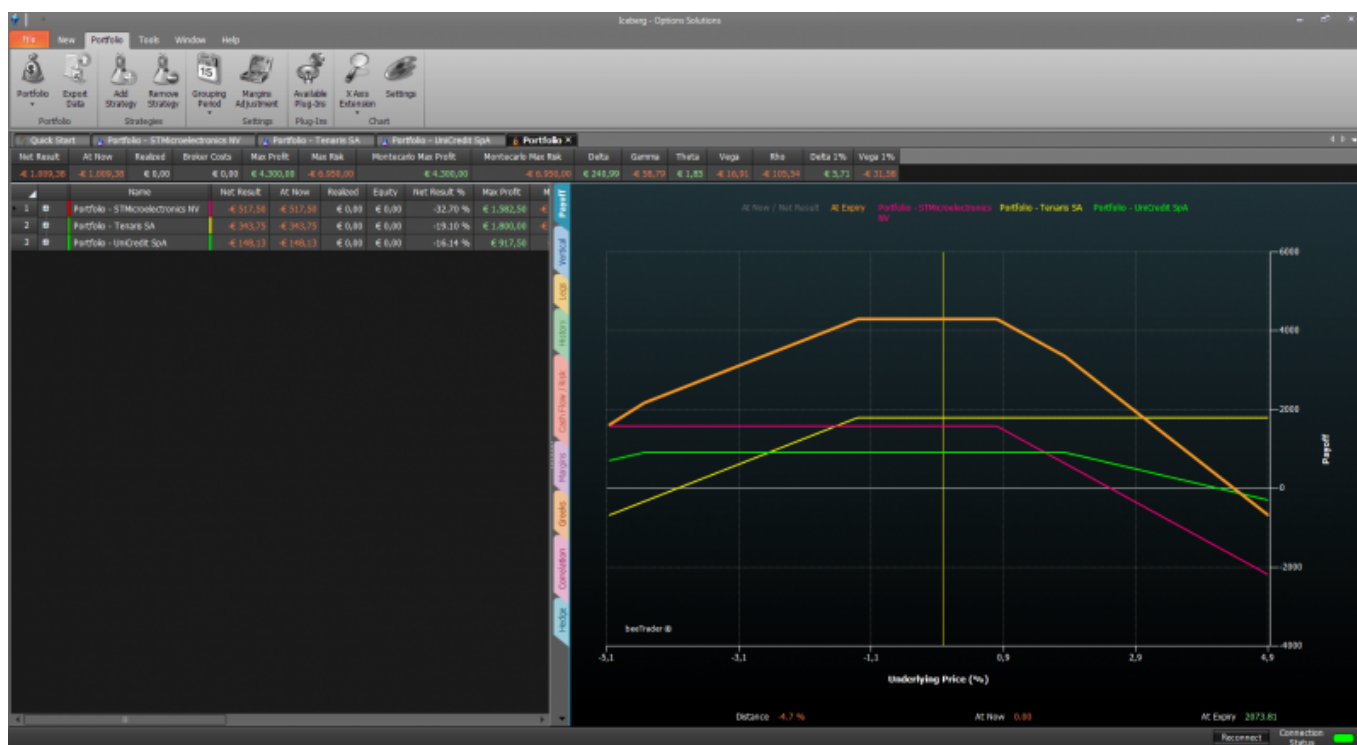 Iceberg - Options Solutions
File New Portfolio Tools Window Help
Portfolio Export Data Add Strategy Remove Strategy Grouping Period Margins Adjustment Available Plug-Ins X Axis Extension Settings
Portfolio Strategies Settings Plug-Ins Chart
Quick Start Portfolio - STMicroelectronics NV Portfolio - Tenaris SA Portfolio - UniCredit SpA Portfolio
Net Result At Now Realized Broker Costs Max Profit Max Risk Montecarlo Max Profit Montecarlo Max Risk Delta Gamma Theta Vega Rho Delta 1% Vega 1%
-€ 1.009,38 -€ 1.009,38 € 0,00 € 0,00 € 4.300,00 -€ 6.950,00 € 4.300,00 -€ 6.950,00 € 248,99 -€ 58,79 € 1,85 -€ 16,91 -€ 105,54 € 5,71 -€ 31,58
Name Net Result At Now Realized Equity Net Result % Max Profit M
1 Portfolio - STMicroelectronics NV -€ 517,50 -€ 517,50 € 0,00 € 0,00 -32.70 % € 1.582,50 -€
2 Portfolio - Tenaris SA -€ 343,75 -€ 343,75 € 0,00 € 0,00 -19.10 % € 1.800,00 -€
3 Portfolio - UniCredit SpA -€ 148,13 -€ 148,13 € 0,00 € 0,00 -16.14 % € 917,50
Payoff
Vertical
Legs
History
Cash Flow / Risk
Margins
Greeks
Correlation
Hedge
At Now / Net Result At Expiry Portfolio - STMicroelectronics NV Portfolio - Tenaris SA Portfolio - UniCredit SpA
6000
4000
2000
0
-2000
-4000
Payoff
beeTrader ®
-5,1 -3,1 -1,1 0,9 2,9 4,9
Underlying Price (%)
Distance -4.7 % At Now 0.00 At Expiry 2073.81
Reconnect Connection Status